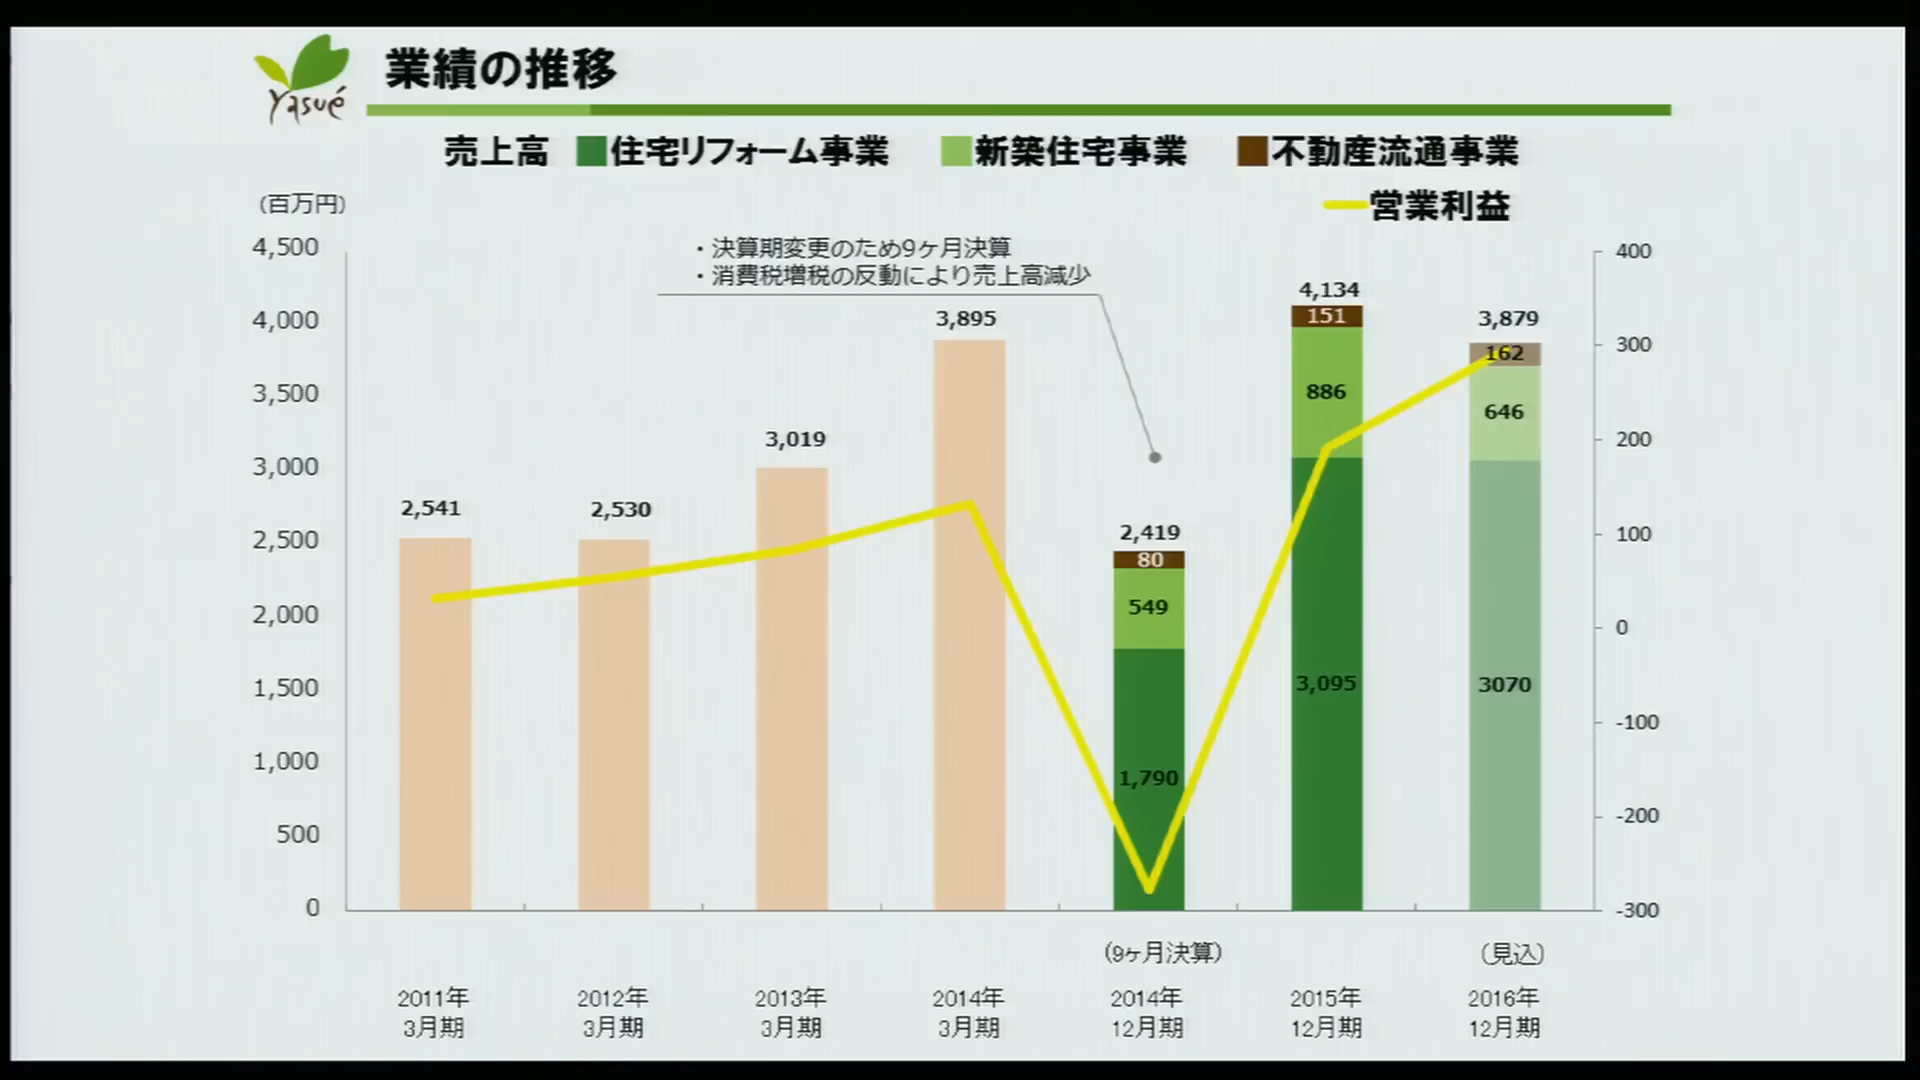 Yasué
業績の推移
売上高 住宅リフォーム事業 新築住宅事業 不動産流通事業
営業利益
(百万円)
・決算期変更のため9ヶ月決算
・消費税増税の反動により売上高減少
4,500
4,000
3,500
3,000
2,500
2,000
1,500
1,000
500
0
2,541
2,530
3,019
3,895
2,419
80
549
1,790
4,134
151
886
3,095
3,879
162
646
3070
400
300
200
100
0
-100
-200
-300
(9ヶ月決算)
(見込)
2011年
3月期
2012年
3月期
2013年
3月期
2014年
3月期
2014年
12月期
2015年
12月期
2016年
12月期